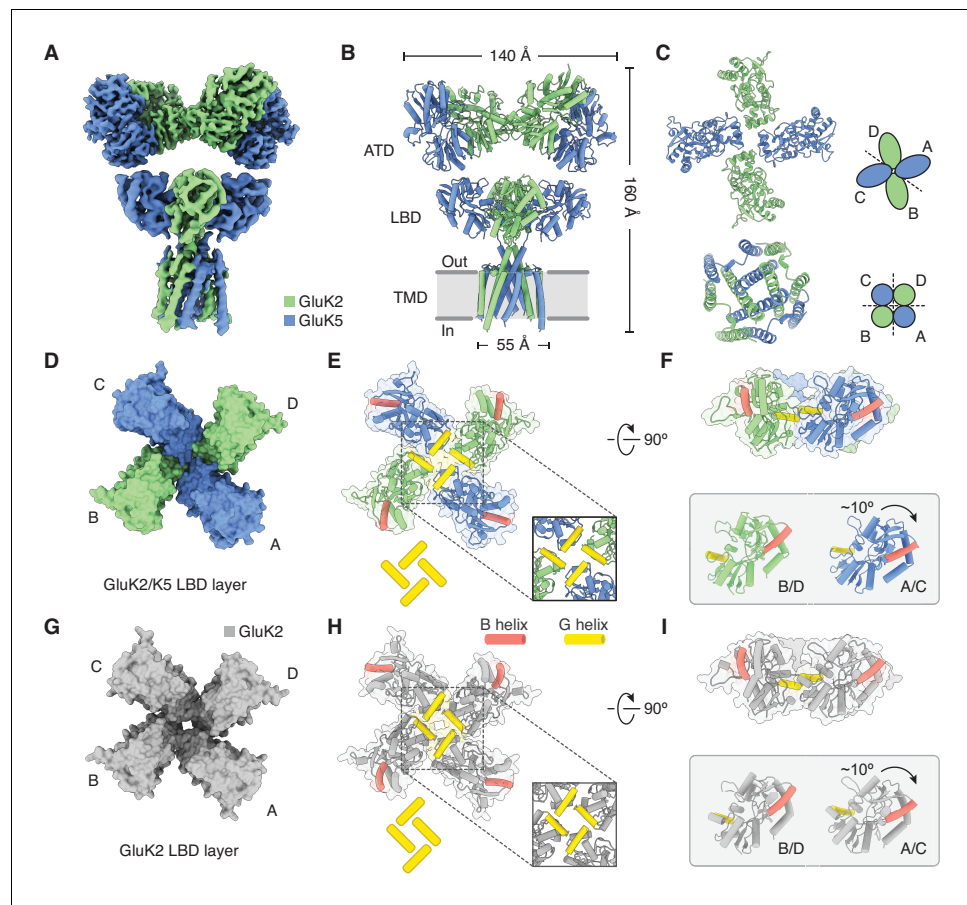 A
GluK2
GluK5
B
140 Å
ATD
LBD
Out
TMD
In
55 Å
160 Å
C
D
A
C
B
C
D
B
A
D
C
D
B
A
GluK2/K5 LBD layer
E
90º
F
~10º
B/D
A/C
G
GluK2
C
D
B
A
GluK2 LBD layer
H
B helix
G helix
90º
I
~10º
B/D
A/C